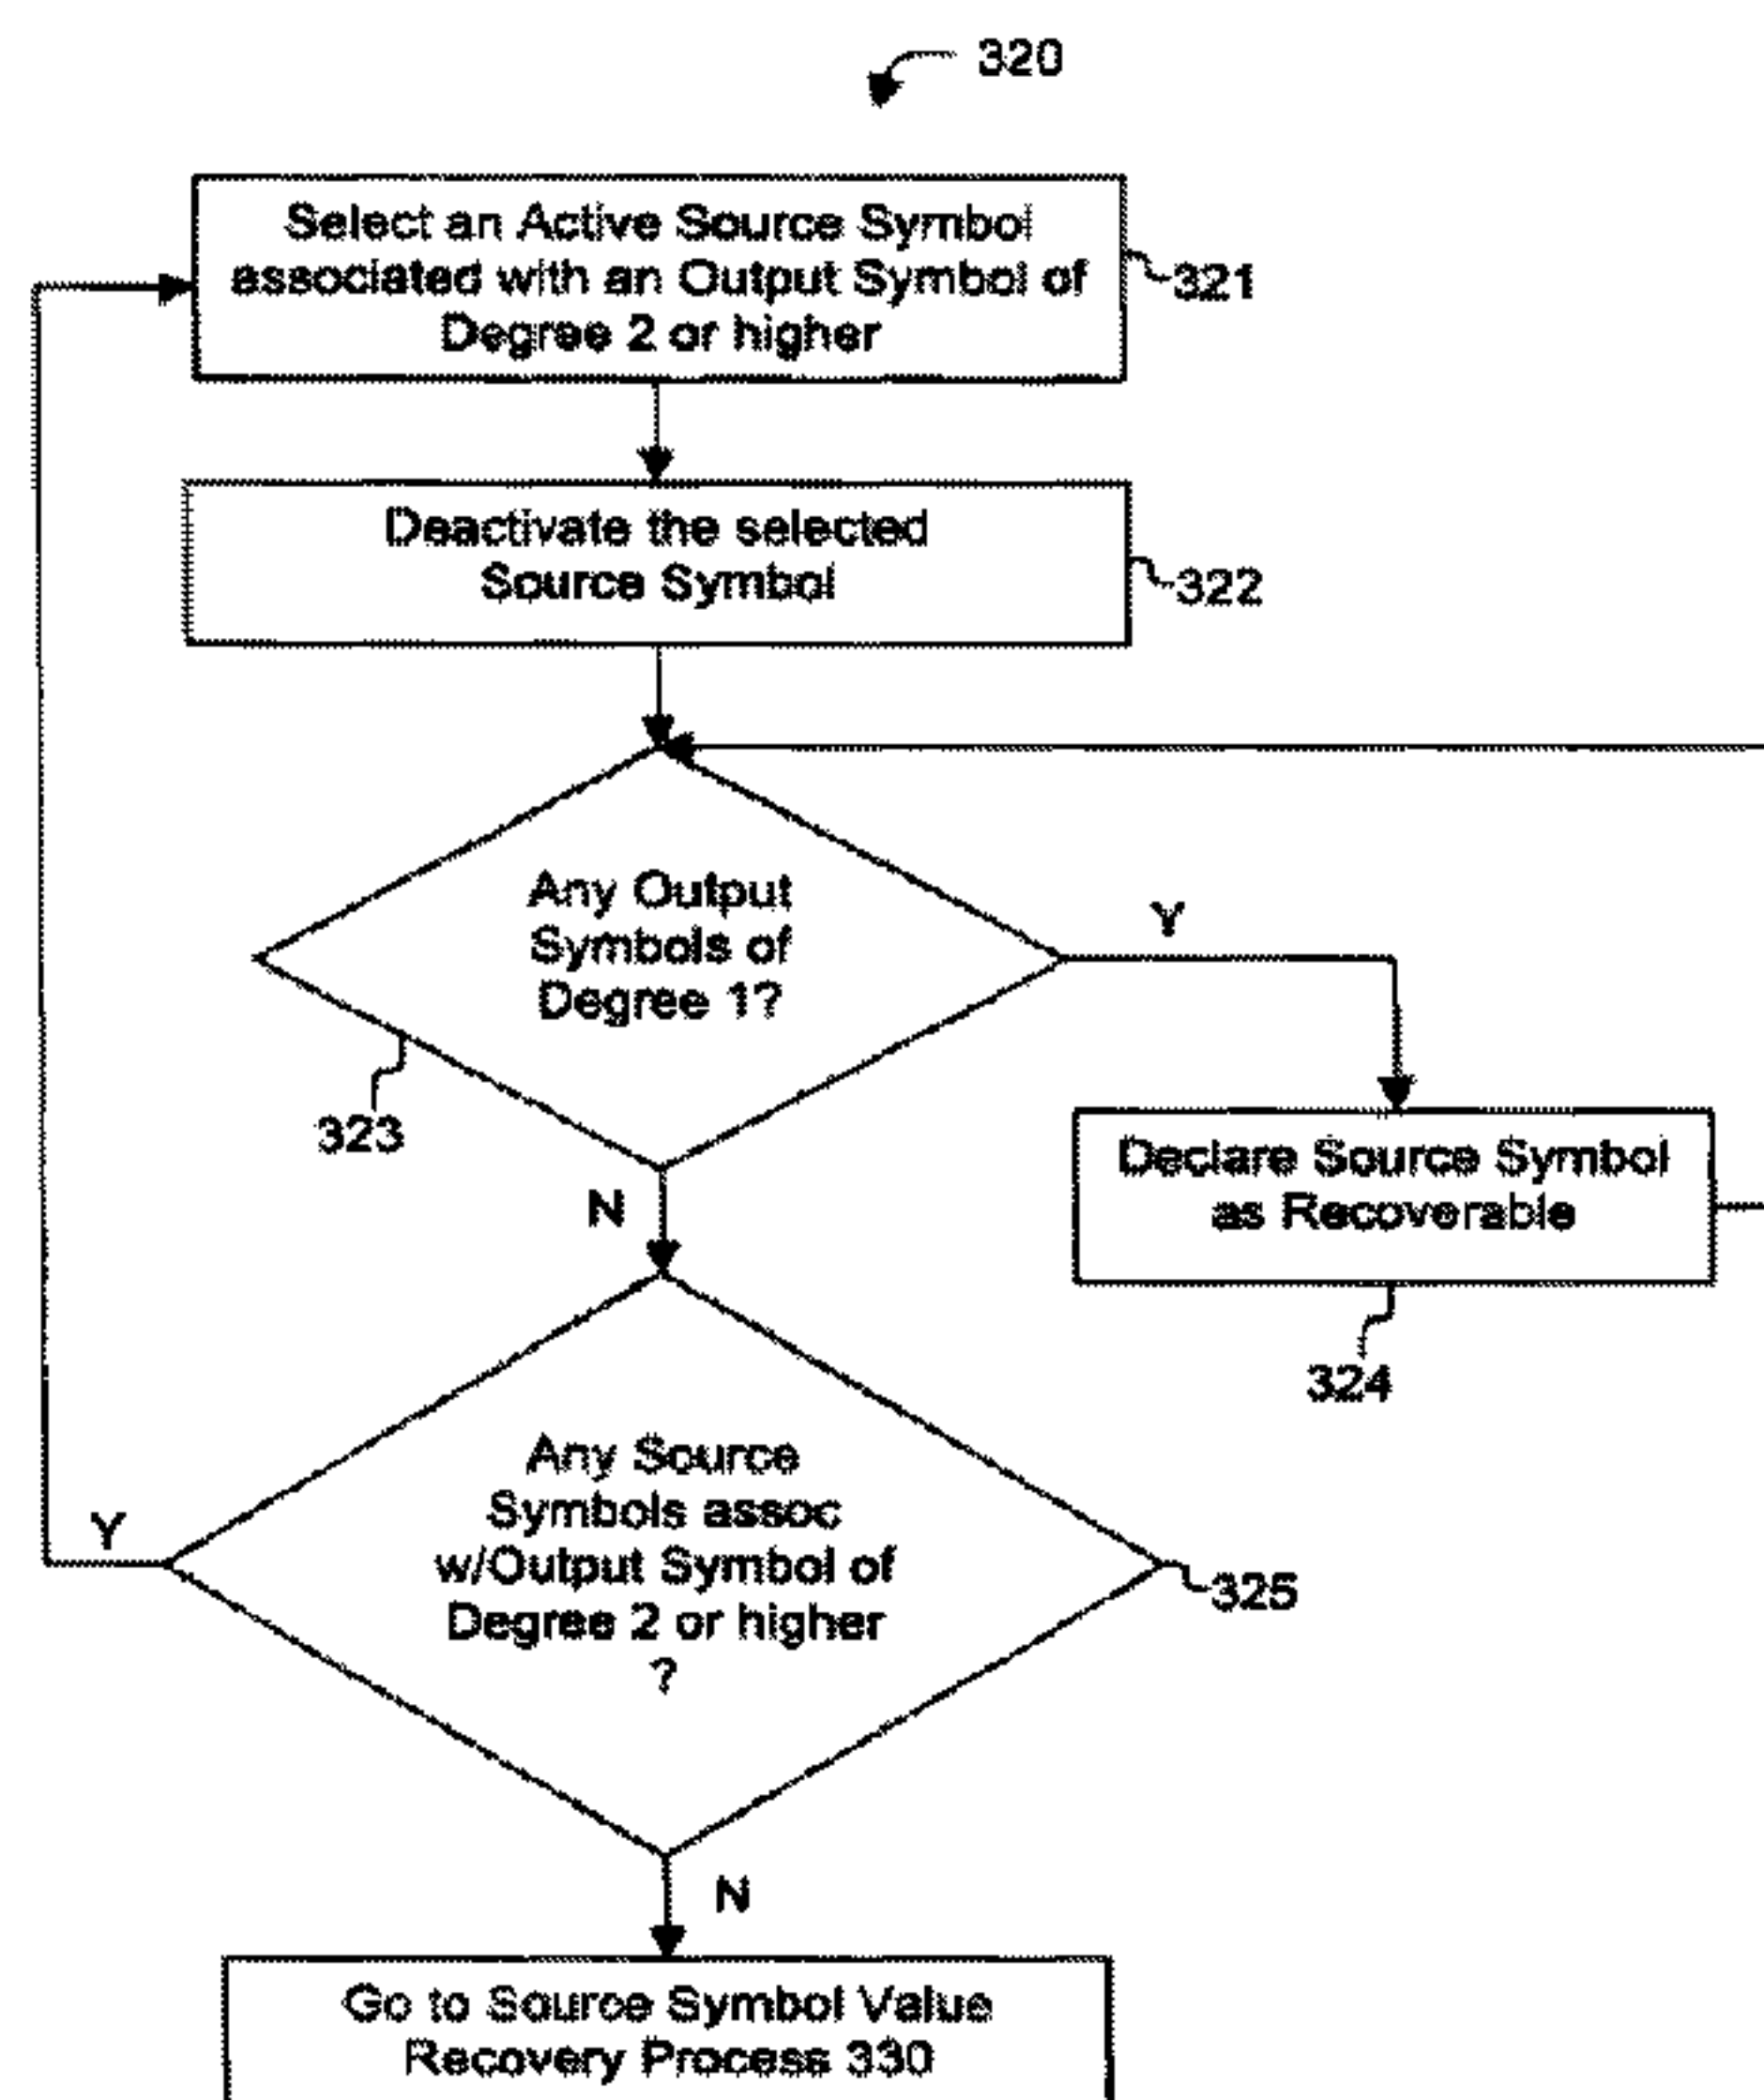 320
Select an Active Source Symbol
associated with an Output Symbol of
Degree 2 or higher
321
Deactivate the selected
Source Symbol
322
Any Output
Symbols of
Degree 1?
Y
323
N
Declare Source Symbol
as Recoverable
324
Any Source
Symbols assoc
w/Output Symbol of
Degree 2 or higher
?
Y
325
N
Go to Source Symbol Value
Recovery Process 330